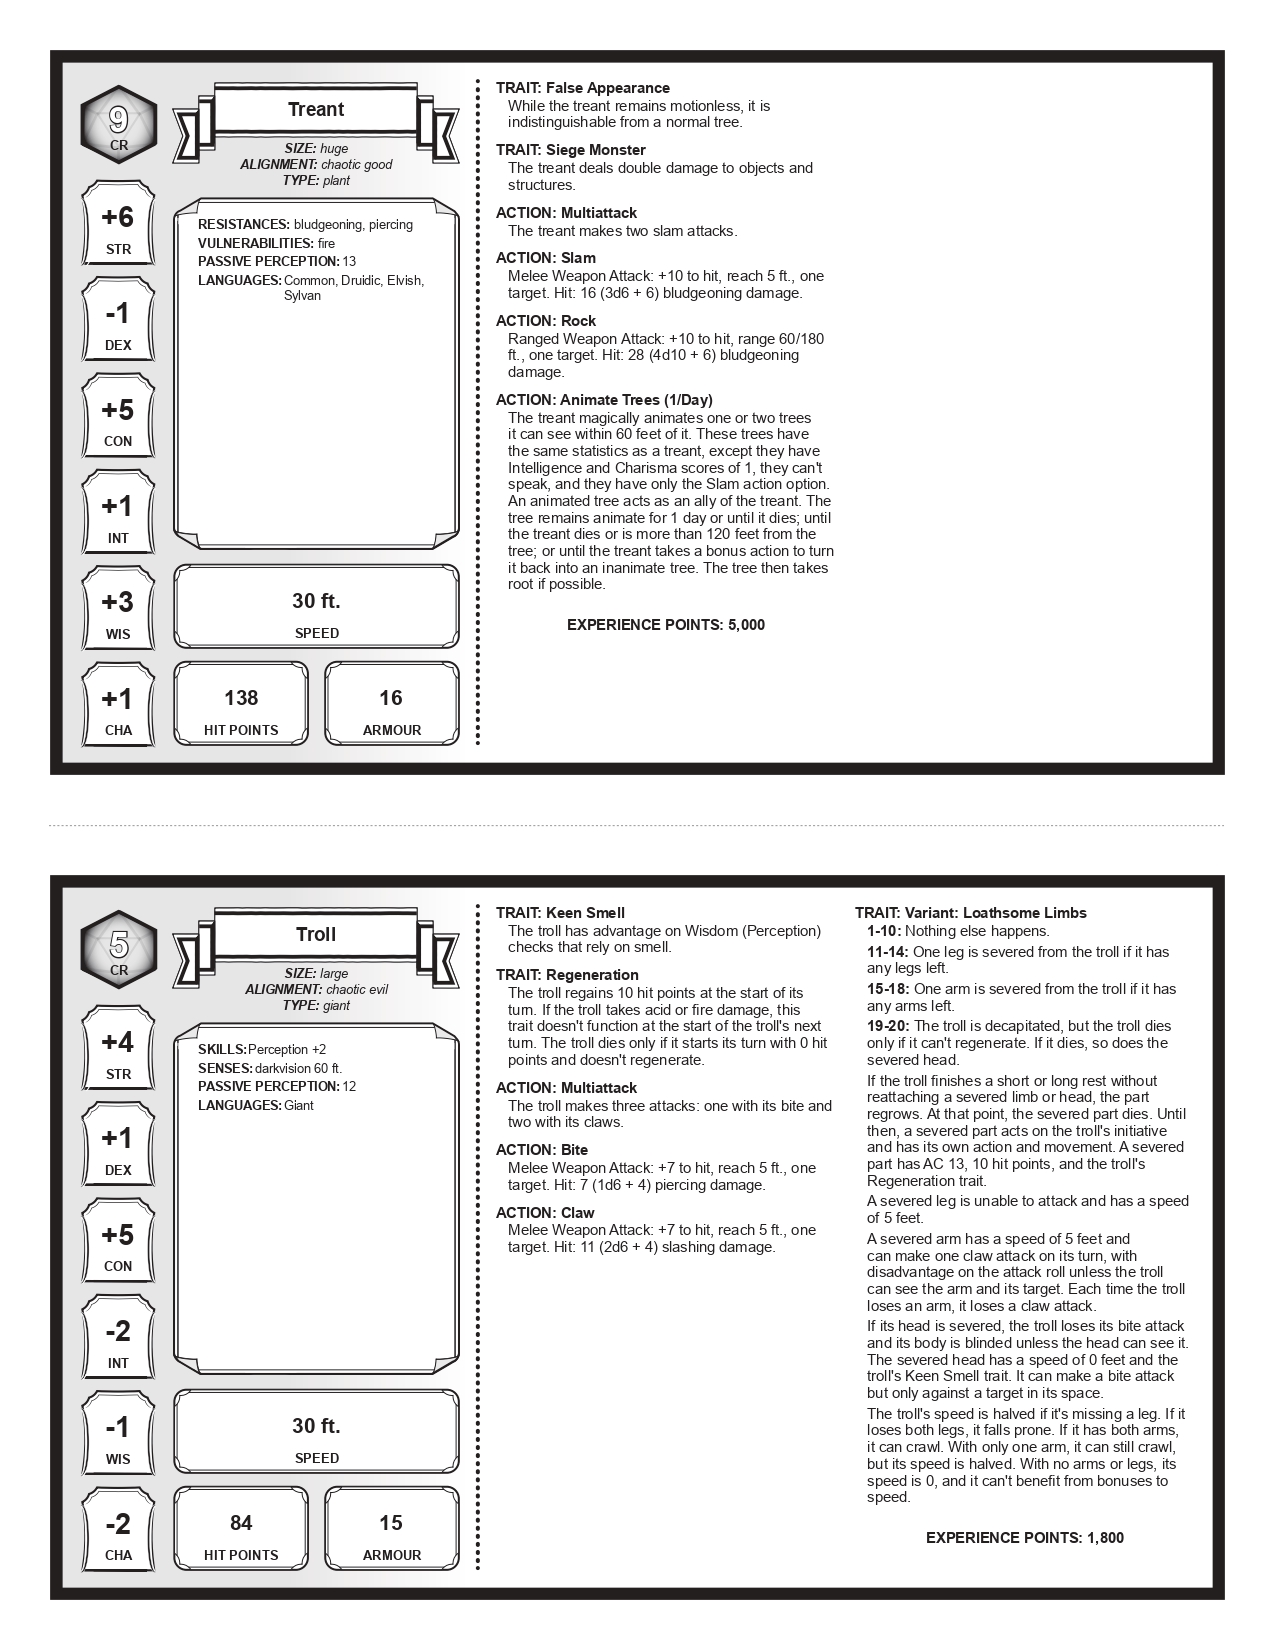 9
CR
Treant
SIZE: huge
ALIGNMENT: chaotic good
TYPE: plant
+6
STR
-1
DEX
+5
CON
+1
INT
+3
WIS
+1
CHA
RESISTANCES: bludgeoning, piercing
VULNERABILITIES: fire
PASSIVE PERCEPTION: 13
LANGUAGES: Common, Druidic, Elvish,
Sylvan
30 ft.
SPEED
138
HIT POINTS
16
ARMOUR
TRAIT: False Appearance
While the treant remains motionless, it is
indistinguishable from a normal tree.
TRAIT: Siege Monster
The treant deals double damage to objects and
structures.
ACTION: Multiattack
The treant makes two slam attacks.
ACTION: Slam
Melee Weapon Attack: +10 to hit, reach 5 ft., one
target. Hit: 16 (3d6 + 6) bludgeoning damage.
ACTION: Rock
Ranged Weapon Attack: +10 to hit, range 60/180
ft., one target. Hit: 28 (4d10 + 6) bludgeoning
damage.
ACTION: Animate Trees (1/Day)
The treant magically animates one or two trees
it can see within 60 feet of it. These trees have
the same statistics as a treant, except they have
Intelligence and Charisma scores of 1, they can't
speak, and they have only the Slam action option.
An animated tree acts as an ally of the treant. The
tree remains animate for 1 day or until it dies; until
the treant dies or is more than 120 feet from the
tree; or until the treant takes a bonus action to turn
it back into an inanimate tree. The tree then takes
root if possible.
EXPERIENCE POINTS: 5,000
5
CR
Troll
SIZE: large
ALIGNMENT: chaotic evil
TYPE: giant
+4
STR
+1
DEX
+5
CON
-2
INT
-1
WIS
-2
CHA
SKILLS: Perception +2
SENSES: darkvision 60 ft.
PASSIVE PERCEPTION: 12
LANGUAGES: Giant
30 ft.
SPEED
84
HIT POINTS
15
ARMOUR
TRAIT: Keen Smell
The troll has advantage on Wisdom (Perception)
checks that rely on smell.
TRAIT: Regeneration
The troll regains 10 hit points at the start of its
turn. If the troll takes acid or fire damage, this
trait doesn't function at the start of the troll's next
turn. The troll dies only if it starts its turn with 0 hit
points and doesn't regenerate.
ACTION: Multiattack
The troll makes three attacks: one with its bite and
two with its claws.
ACTION: Bite
Melee Weapon Attack: +7 to hit, reach 5 ft., one
target. Hit: 7 (1d6 + 4) piercing damage.
ACTION: Claw
Melee Weapon Attack: +7 to hit, reach 5 ft., one
target. Hit: 11 (2d6 + 4) slashing damage.
TRAIT: Variant: Loathsome Limbs
1-10: Nothing else happens.
11-14: One leg is severed from the troll if it has
any legs left.
15-18: One arm is severed from the troll if it has
any arms left.
19-20: The troll is decapitated, but the troll dies
only if it can't regenerate. If it dies, so does the
severed head.
If the troll finishes a short or long rest without
reattaching a severed limb or head, the part
regrows. At that point, the severed part dies. Until
then, a severed part acts on the troll's initiative
and has its own action and movement. A severed
part has AC 13, 10 hit points, and the troll's
Regeneration trait.
A severed leg is unable to attack and has a speed
of 5 feet.
A severed arm has a speed of 5 feet and
can make one claw attack on its turn, with
disadvantage on the attack roll unless the troll
can see the arm and its target. Each time the troll
loses an arm, it loses a claw attack.
If its head is severed, the troll loses its bite attack
and its body is blinded unless the head can see it.
The severed head has a speed of 0 feet and the
troll's Keen Smell trait. It can make a bite attack
but only against a target in its space.
The troll's speed is halved if it's missing a leg. If it
loses both legs, it falls prone. If it has both arms,
it can crawl. With only one arm, it can still crawl,
but its speed is halved. With no arms or legs, its
speed is 0, and it can't benefit from bonuses to
speed.
EXPERIENCE POINTS: 1,800